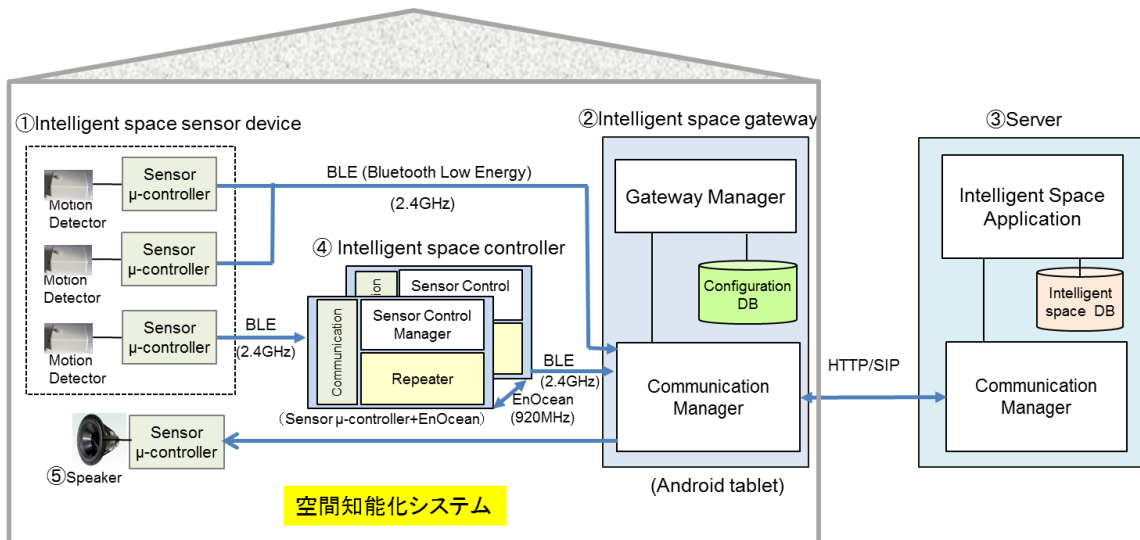 ①Intelligent space sensor device
Sensor
μ-controller
Motion
Detector
Sensor
μ-controller
Motion
Detector
Sensor
μ-controller
Motion
Detector
BLE (Bluetooth Low Energy)
(2.4GHz)
BLE
(2.4GHz)
④ Intelligent space controller
Sensor Control
Communication
Sensor Control
Manager
Repeater
(Sensor μ-controller+EnOcean)
BLE
(2.4GHz)
EnOcean
(920MHz)
Sensor
μ-controller
⑤Speaker
空間知能化システム
②Intelligent space gateway
Gateway Manager
Configuration
DB
Communication
Manager
(Android tablet)
HTTP/SIP
③Server
Intelligent Space
Application
Intelligent
space DB
Communication
Manager